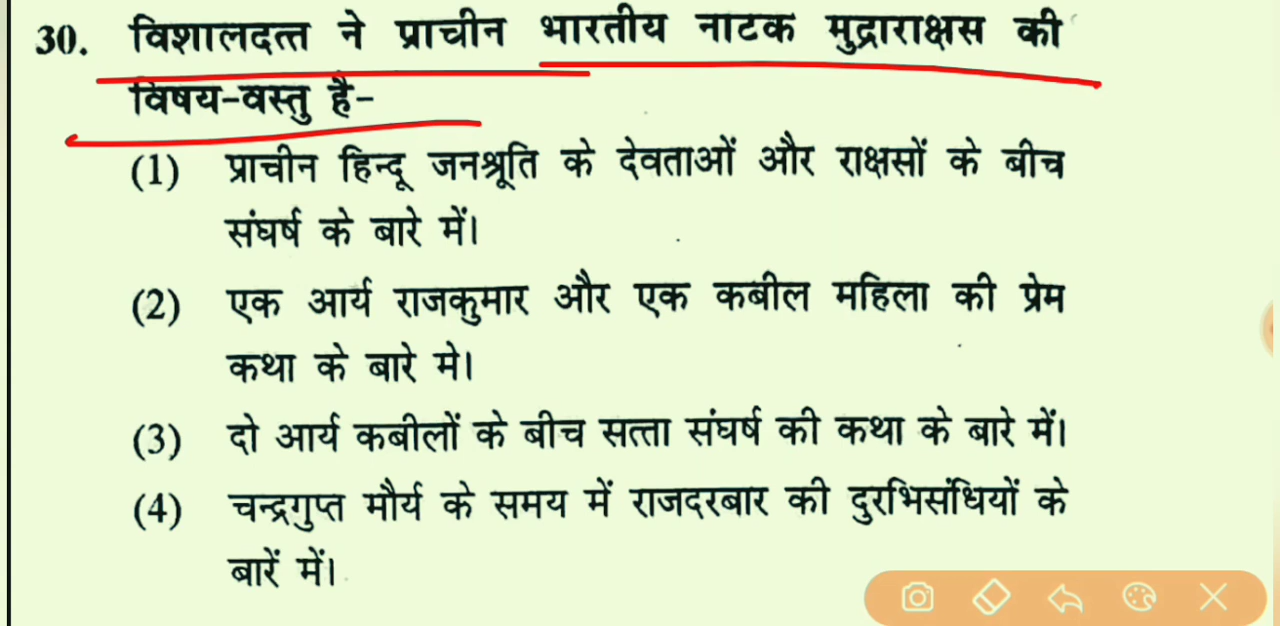 30. विशालदत्त ने प्राचीन भारतीय नाटक मुद्राराक्षस की
विषय-वस्तु है-
(1) प्राचीन हिन्दू जनश्रूति के देवताओं और राक्षसों के बीच
संघर्ष के बारे में।
(2) एक आर्य राजकुमार और एक कबील महिला की प्रेम
कथा के बारे मे।
(3) दो आर्य कबीलों के बीच सत्ता संघर्ष की कथा के बारे में।
(4) चन्द्रगुप्त मौर्य के समय में राजदरबार की दुरभिसंधियों के
बारें में।